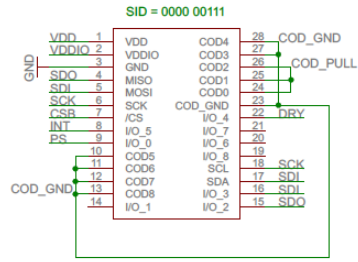 SID = 0000 00111
VDD 1 VDD COD4 28 COD_GND
VDDIO 2 VDDIO COD3 27
GND 3 GND COD2 26 COD_PULL
SDO 4 MISO COD1 25
SDI 5 MOSI COD0 24
SCK 6 SCK COD_GND 23
CSB 7 /CS I/O_4 22 DRY
INT 8 I/O_5 I/O_7 21
PS 9 I/O_0 I/O_6 20
10 COD5 I/O_8 19
11 COD6 SCL 18 SCK
12 COD7 SDA 17 SDI
COD_GND 13 COD8 I/O_3 16 SDI
14 I/O_1 I/O_2 15 SDO